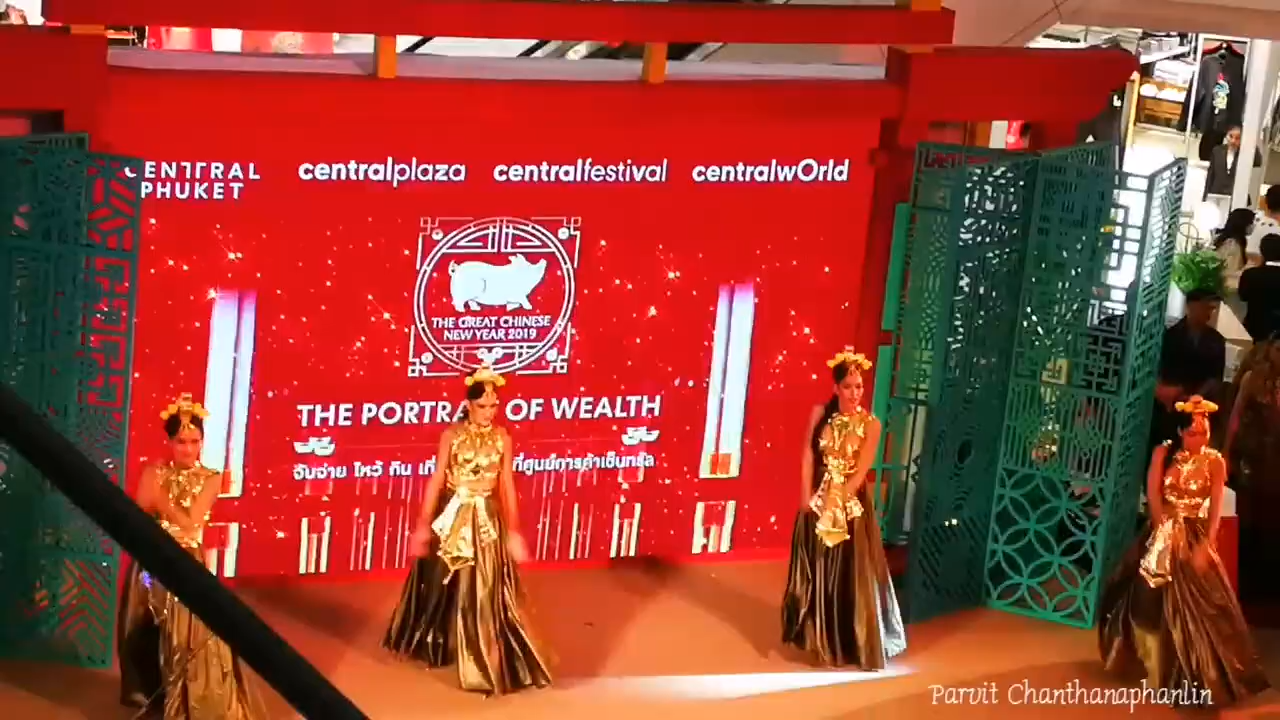 CENTRAL
PHUKET
centralplaza
centralfestival
centralwOrld
THE GREAT CHINESE
NEW YEAR 2019
THE PORTRA OF WEALTH
จับจ่าย ไหว้ กิน ที่ศูนย์การค้าเซ็นทรัล
Parvit Chanthanaphanlin